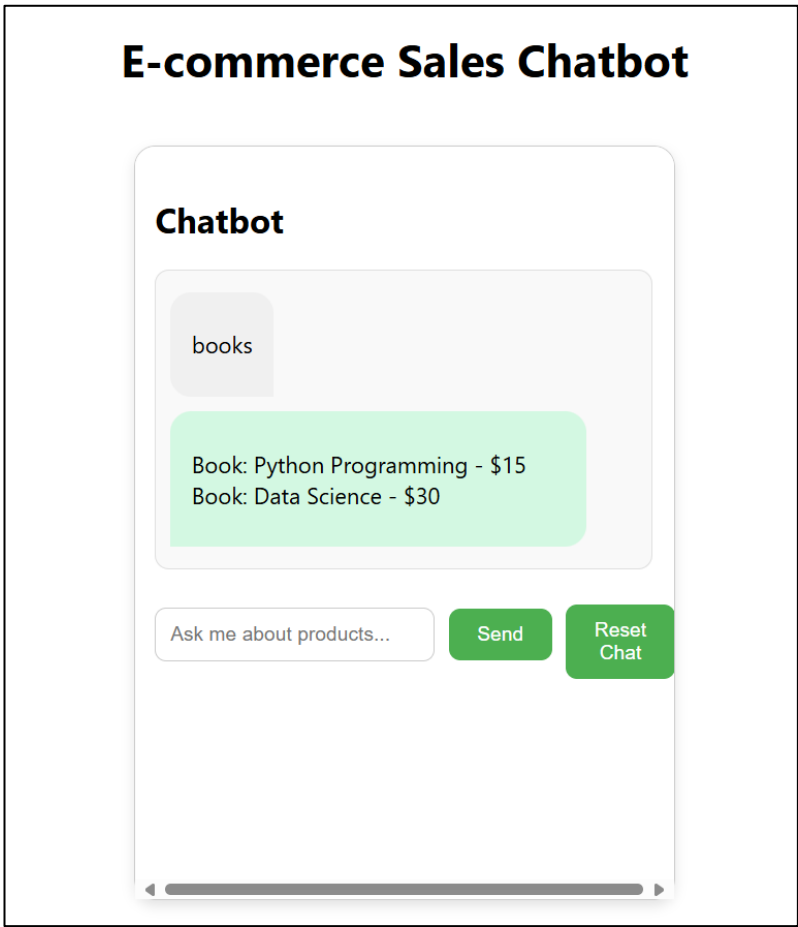 E-commerce Sales Chatbot
Chatbot
books
Book: Python Programming - $15
Book: Data Science - $30
Ask me about products...
Send
Reset
Chat